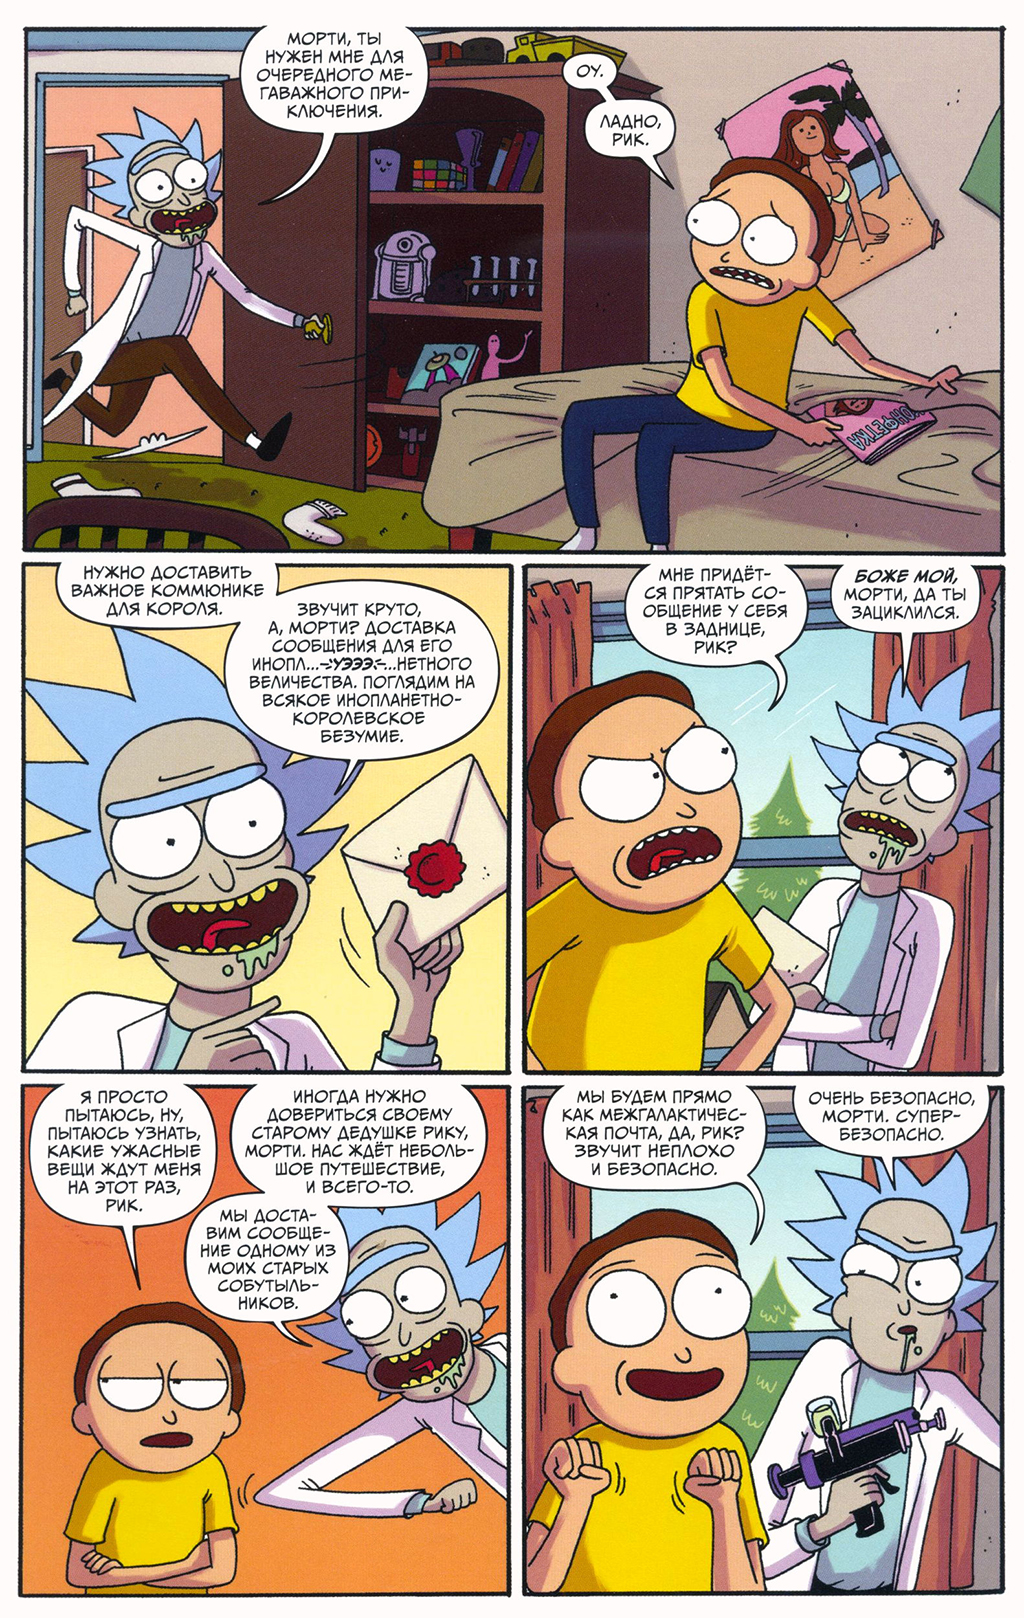 МОРТИ, ТЫ
НУЖЕН МНЕ ДЛЯ
ОЧЕРЕДНОГО МЕ-
ГАВАЖНОГО ПРИ-
КЛЮЧЕНИЯ.
ОУ.
ЛАДНО,
РИК.
КОНФЕТКА
НУЖНО ДОСТАВИТЬ
ВАЖНОЕ КОММЮНИКЕ
ДЛЯ КОРОЛЯ.
ЗВУЧИТ КРУТО,
А, МОРТИ? ДОСТАВКА
СООБЩЕНИЯ ДЛЯ ЕГО
ИНОПЛ...-УЭЭЭ-...НЕТНОГО
ВЕЛИЧЕСТВА. ПОГЛЯДИМ НА
ВСЯКОЕ ИНОПЛАНЕТНО-
КОРОЛЕВСКОЕ
БЕЗУМИЕ.
МНЕ ПРИДЁТ-
СЯ ПРЯТАТЬ СО-
ОБЩЕНИЕ У СЕБЯ
В ЗАДНИЦЕ,
РИК?
БОЖЕ МОЙ,
МОРТИ, ДА ТЫ
ЗАЦИКЛИЛСЯ.
Я ПРОСТО
ПЫТАЮСЬ, НУ,
ПЫТАЮСЬ УЗНАТЬ,
КАКИЕ УЖАСНЫЕ
ВЕЩИ ЖДУТ МЕНЯ
НА ЭТОТ РАЗ,
РИК.
ИНОГДА НУЖНО
ДОВЕРИТЬСЯ СВОЕМУ
СТАРОМУ ДЕДУШКЕ РИКУ,
МОРТИ. НАС ЖДЁТ НЕБОЛЬ-
ШОЕ ПУТЕШЕСТВИЕ,
И ВСЕГО-ТО.
МЫ ДОСТА-
ВИМ СООБЩЕ-
НИЕ ОДНОМУ ИЗ
МОИХ СТАРЫХ
СОБУТЫЛЬ-
НИКОВ.
МЫ БУДЕМ ПРЯМО
КАК МЕЖГАЛАКТИЧЕС-
КАЯ ПОЧТА, ДА, РИК?
ЗВУЧИТ НЕПЛОХО
И БЕЗОПАСНО.
ОЧЕНЬ БЕЗОПАСНО,
МОРТИ. СУПЕР-
БЕЗОПАСНО.